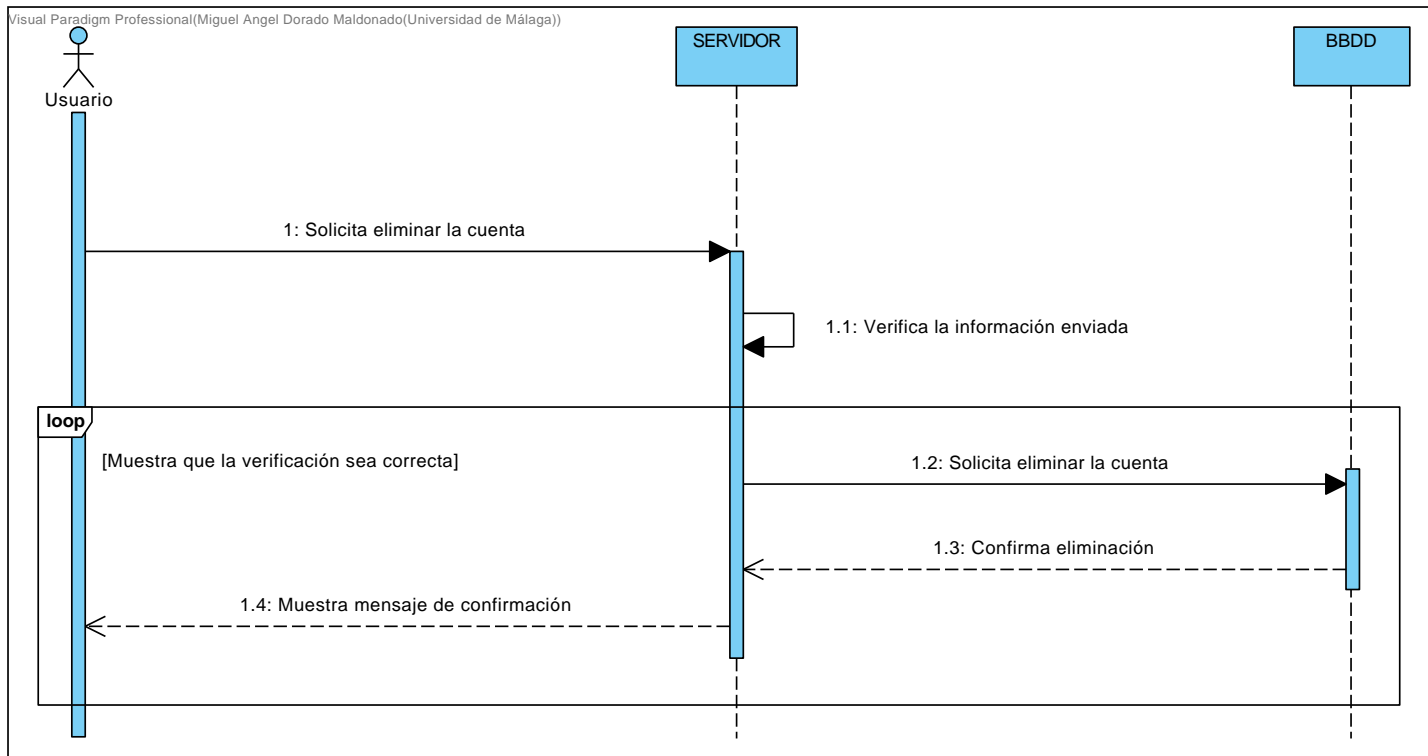 Visual Paradigm Professional(Miguel Angel Dorado Maldonado(Universidad de Málaga))
SERVIDOR
BBDD
Usuario
1: Solicita eliminar la cuenta
1.1: Verifica la información enviada
loop
[Muestra que la verificación sea correcta]
1.2: Solicita eliminar la cuenta
1.3: Confirma eliminación
1.4: Muestra mensaje de confirmación